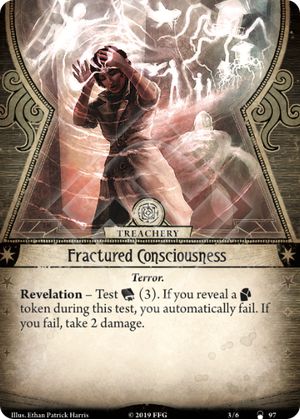 TREACHERY
Fractured Consciousness
Terror.
Revelation – Test (3). If you reveal a
token during this test, you automatically fail. If
you fail, take 2 damage.
Illus. Ethan Patrick Harris © 2019 FFG 3/6 97